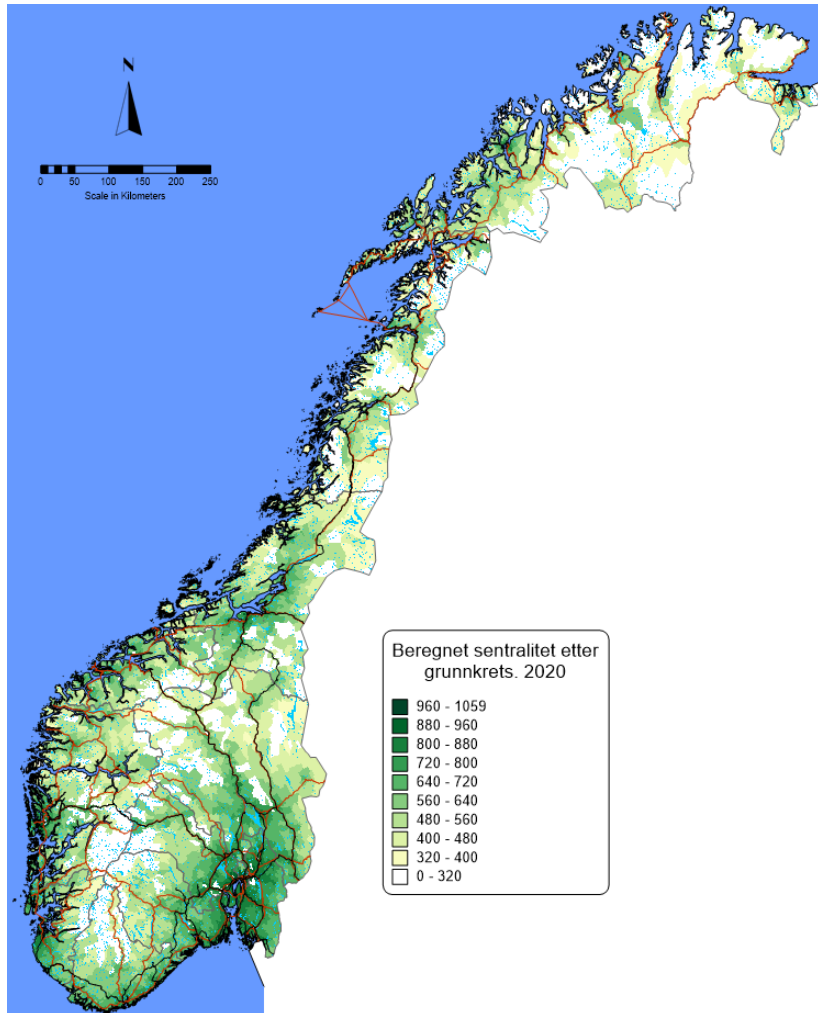 N
0 50 100 150 200 250
Scale in Kilometers
Beregnet sentralitet etter
grunnkrets. 2020
960 - 1059
880 - 960
800 - 880
720 - 800
640 - 720
560 - 640
480 - 560
400 - 480
320 - 400
0 - 320